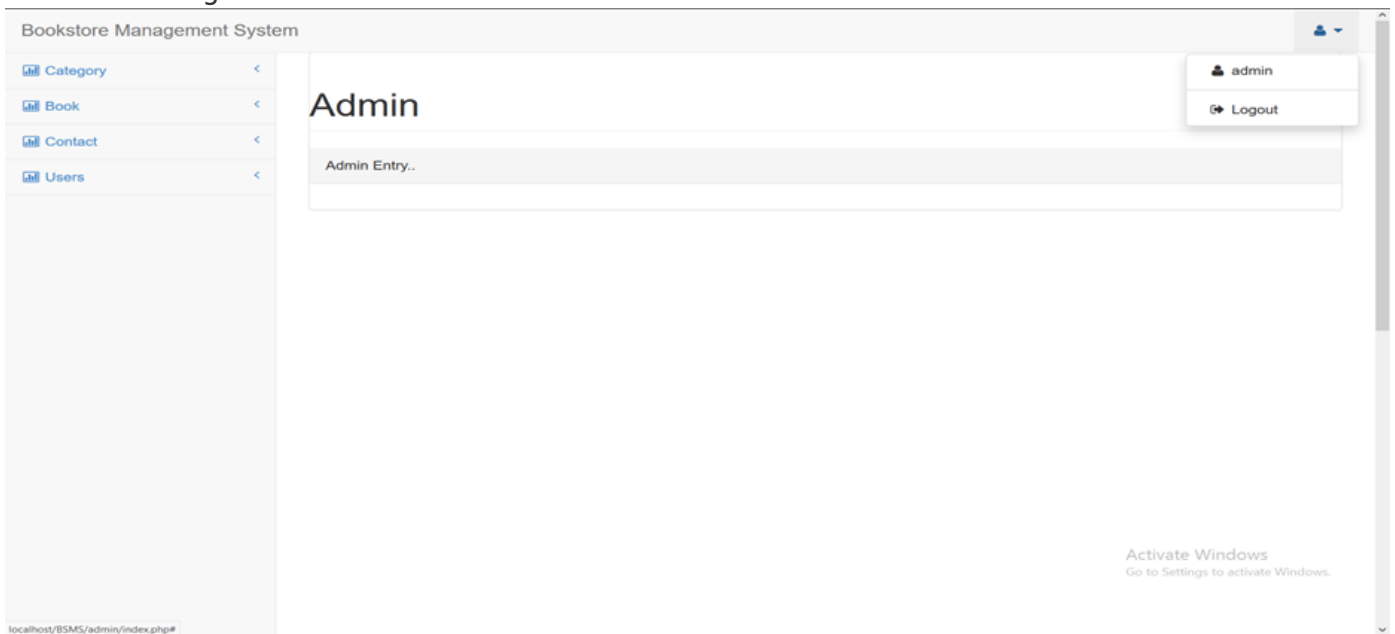 Bookstore Management System
Category
Book
Contact
Users
Admin
Admin Entry..
admin
Logout
Activate Windows
Go to Settings to activate Windows.
localhost/BSMS/admin/index.php#